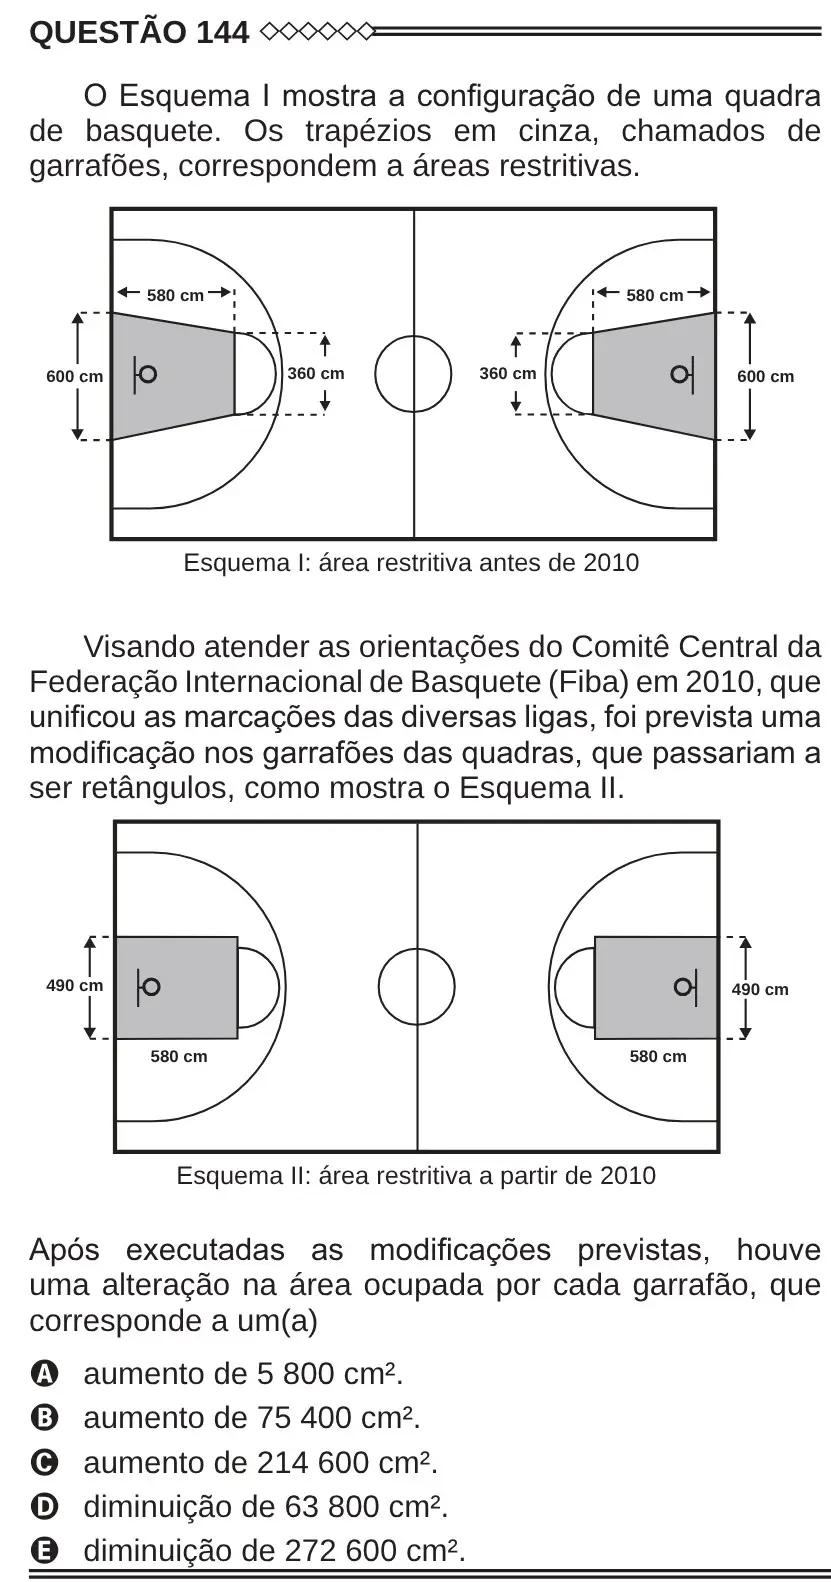 QUESTÃO 144
O Esquema I mostra a configuração de uma quadra
de basquete. Os trapézios em cinza, chamados de
garrafões, correspondem a áreas restritivas.
580 cm
580 cm
600 cm
360 cm
360 cm
600 cm
Esquema I: área restritiva antes de 2010
Visando atender as orientações do Comitê Central da
Federação Internacional de Basquete (Fiba) em 2010, que
unificou as marcações das diversas ligas, foi prevista uma
modificação nos garrafões das quadras, que passariam a
ser retângulos, como mostra o Esquema II.
490 cm
490 cm
580 cm
580 cm
Esquema II: área restritiva a partir de 2010
Após executadas as modificações previstas, houve
uma alteração na área ocupada por cada garrafão, que
corresponde a um(a)
A aumento de 5 800 cm².
B aumento de 75 400 cm².
C aumento de 214 600 cm².
D diminuição de 63 800 cm².
E diminuição de 272 600 cm².